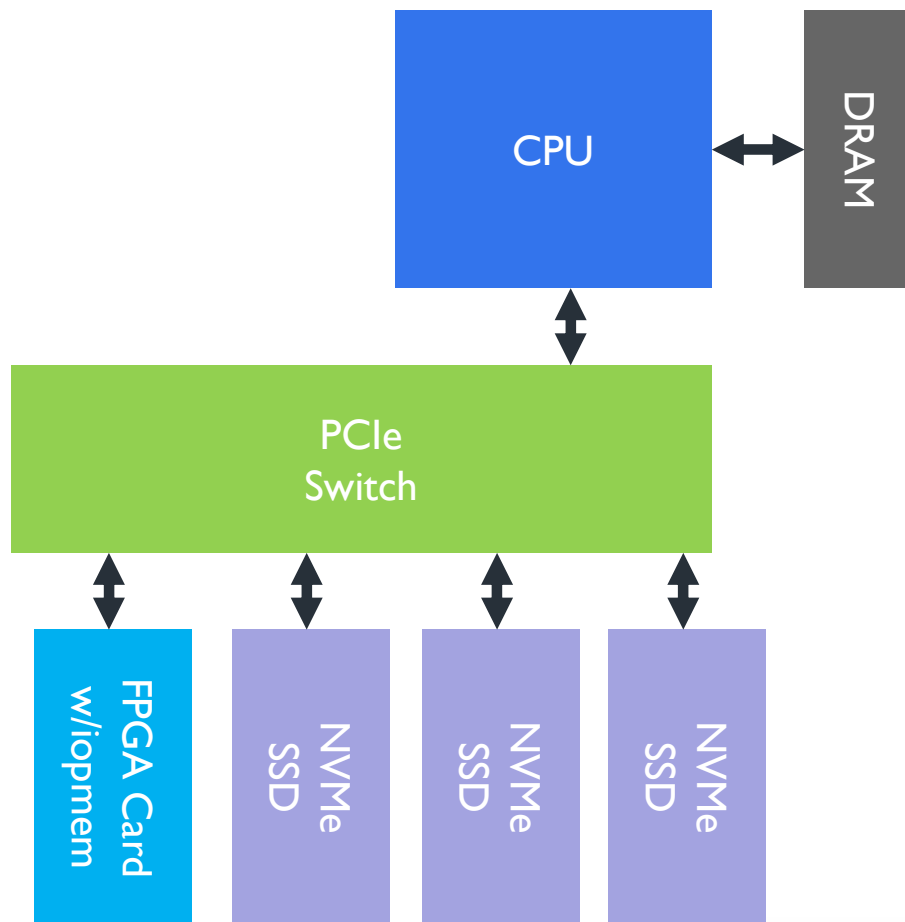 CPU
DRAM
PCIe
Switch
FPGA Card
w/iopmem
NVMe
SSD
NVMe
SSD
NVMe
SSD